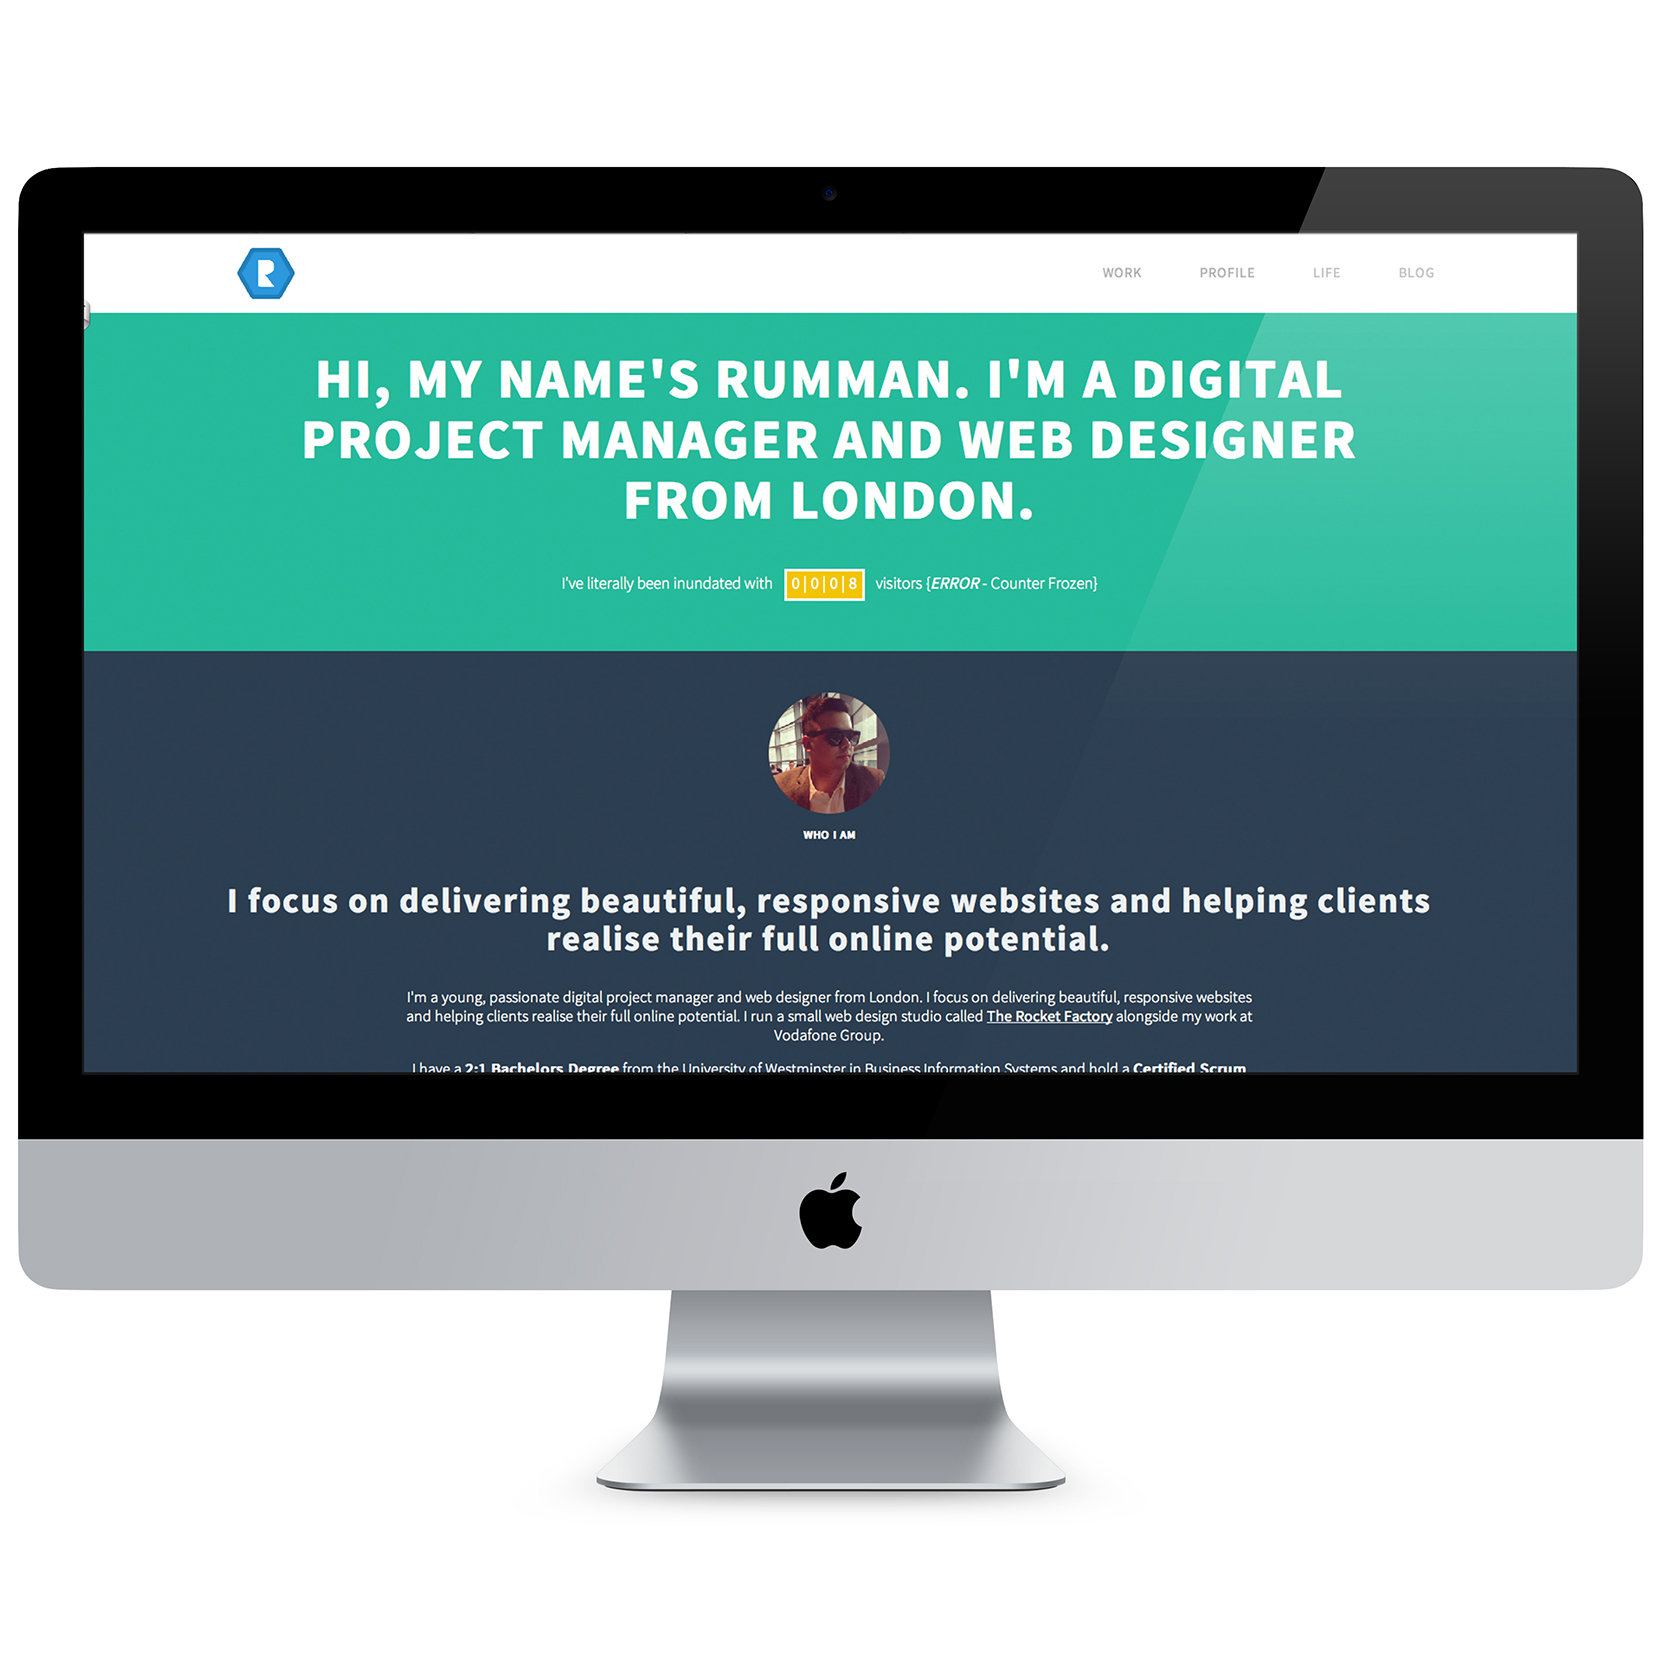 R
WORK PROFILE LIFE BLOG
HI, MY NAME'S RUMMAN. I'M A DIGITAL
PROJECT MANAGER AND WEB DESIGNER
FROM LONDON.
I've literally been inundated with 0|0|0|8 visitors {ERROR - Counter Frozen}
WHO I AM
I focus on delivering beautiful, responsive websites and helping clients
realise their full online potential.
I'm a young, passionate digital project manager and web designer from London. I focus on delivering beautiful, responsive websites
and helping clients realise their full online potential. I run a small web design studio called The Rocket Factory alongside my work at
Vodafone Group.
I have a 2:1 Bachelors Degree from the University of Westminster in Business Information Systems and hold a Certified Scrum